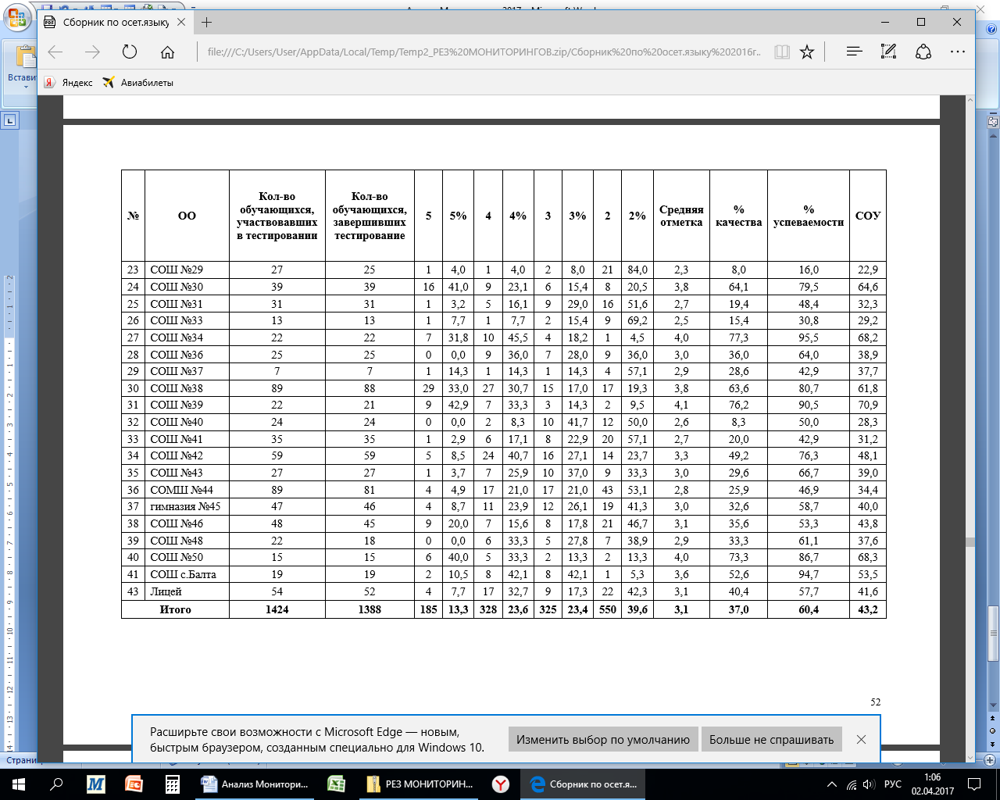 Сборник по осет.языку
file:///C:/Users/User/AppData/Local/Temp/Temp2_РЕЗ%20МОНИТОРИНГОВ.zip/Сборник%20по%20осет.языку%202016г...
Яндекс Авиабилеты
№ ОО Кол-во обучающихся, участвовавших в тестировании Кол-во обучающихся, завершивших тестирование 5 5% 4 4% 3 3% 2 2% Средняя отметка % качества % успеваемости СОУ
23 СОШ №29 27 25 1 4,0 1 4,0 2 8,0 21 84,0 2,3 8,0 16,0 22,9
24 СОШ №30 39 39 16 41,0 9 23,1 6 15,4 8 20,5 3,8 64,1 79,5 64,6
25 СОШ №31 31 31 1 3,2 5 16,1 9 29,0 16 51,6 2,7 19,4 48,4 32,3
26 СОШ №33 13 13 1 7,7 1 7,7 2 15,4 9 69,2 2,5 15,4 30,8 29,2
27 СОШ №34 22 22 7 31,8 10 45,5 4 18,2 1 4,5 4,0 77,3 95,5 68,2
28 СОШ №36 25 25 0 0,0 9 36,0 7 28,0 9 36,0 3,0 36,0 64,0 38,9
29 СОШ №37 7 7 1 14,3 1 14,3 1 14,3 4 57,1 2,9 28,6 42,9 37,7
30 СОШ №38 89 88 29 33,0 27 30,7 15 17,0 17 19,3 3,8 63,6 80,7 61,8
31 СОШ №39 22 21 9 42,9 7 33,3 3 14,3 2 9,5 4,1 76,2 90,5 70,9
32 СОШ №40 24 24 0 0,0 2 8,3 10 41,7 12 50,0 2,6 8,3 50,0 28,3
33 СОШ №41 35 35 1 2,9 6 17,1 8 22,9 20 57,1 2,7 20,0 42,9 31,2
34 СОШ №42 59 59 5 8,5 24 40,7 16 27,1 14 23,7 3,3 49,2 76,3 48,1
35 СОШ №43 27 27 1 3,7 7 25,9 10 37,0 9 33,3 3,0 29,6 66,7 39,0
36 СОМШ №44 89 81 4 4,9 17 21,0 17 21,0 43 53,1 2,8 25,9 46,9 34,4
37 гимназия №45 47 46 4 8,7 11 23,9 12 26,1 19 41,3 3,0 32,6 58,7 40,0
38 СОШ №46 48 45 9 20,0 7 15,6 8 17,8 21 46,7 3,1 35,6 53,3 43,8
39 СОШ №48 22 18 0 0,0 6 33,3 5 27,8 7 38,9 2,9 33,3 61,1 37,6
40 СОШ №50 15 15 6 40,0 5 33,3 2 13,3 2 13,3 4,0 73,3 86,7 68,3
41 СОШ с.Балта 19 19 2 10,5 8 42,1 8 42,1 1 5,3 3,6 52,6 94,7 53,5
43 Лицей 54 52 4 7,7 17 32,7 9 17,3 22 42,3 3,1 40,4 57,7 41,6
Итого 1424 1388 185 13,3 328 23,6 325 23,4 550 39,6 3,1 37,0 60,4 43,2
52
Расширьте свои возможности с Microsoft Edge — новым,
быстрым браузером, созданным специально для Windows 10.
Изменить выбор по умолчанию Больше не спрашивать
Анализ Монитори... РЕЗ МОНИТОРИН... Сборник по осет.я... РУС 1:06
02.04.2017